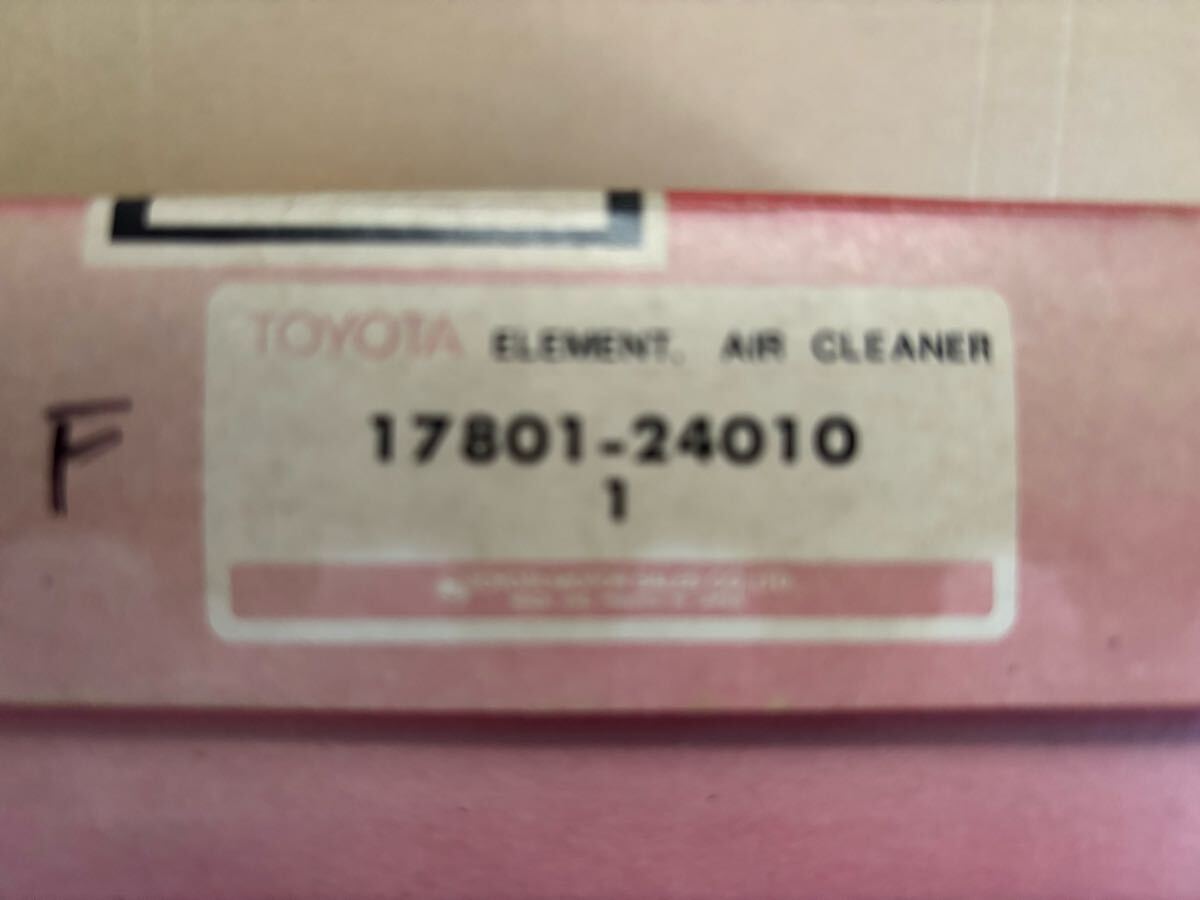 TOYOTA ELEMENT. AIR CLEANER
F
17801-24010
1